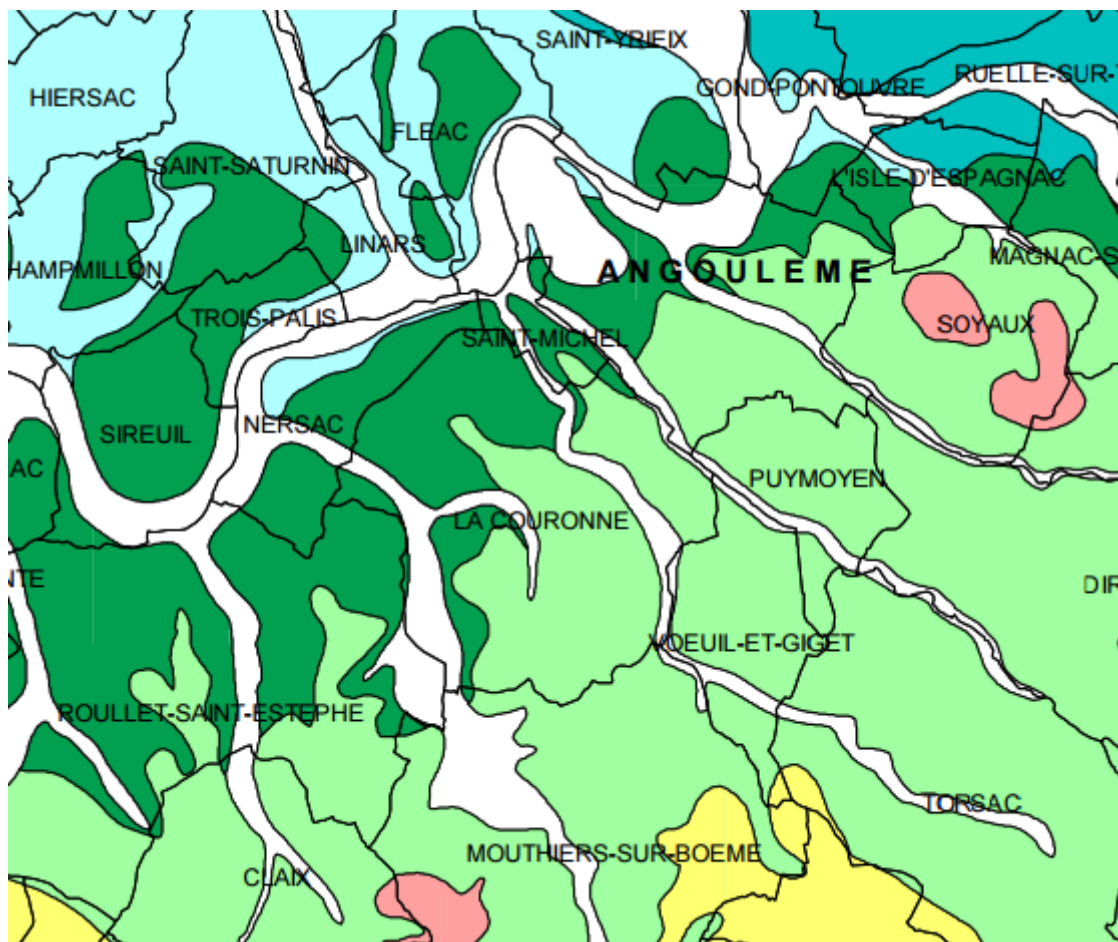 SAINT-YRIEIX
RUELLE-SUR-T
GOND-PONTOUVRE
HIERSAC
FLEAC
SAINT-SATURNIN
L'ISLE-D'ESPAGNAC
LINARS
MAGNAC-S
HAMPMILLON
ANGOULEME
TROIS-PALIS
SOYAUX
SAINT-MICHEL
NERSAC
SIREUIL
AC
PUYMOYEN
LA COURONNE
NTE
DIR
VOEUIL-ET-GIGET
ROULLET-SAINT-ESTEPHE
TORSAC
MOUTHIERS-SUR-BOEME
CLAIX